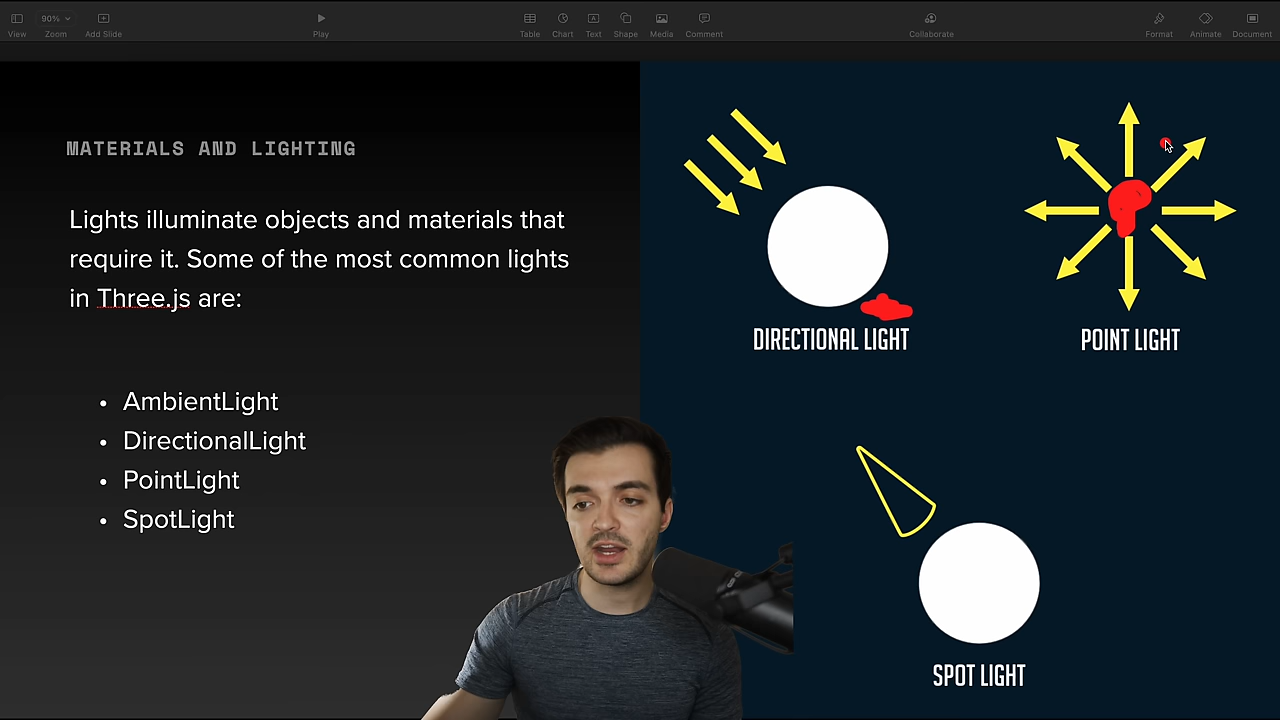 90%
View
Zoom
Add Slide
Play
Table
Chart
Text
Shape
Media
Comment
Collaborate
Format
Animate
Document
MATERIALS AND LIGHTING
Lights illuminate objects and materials that
require it. Some of the most common lights
in Three.js are:
• AmbientLight
• DirectionalLight
• PointLight
• SpotLight
DIRECTIONAL LIGHT
POINT LIGHT
SPOT LIGHT